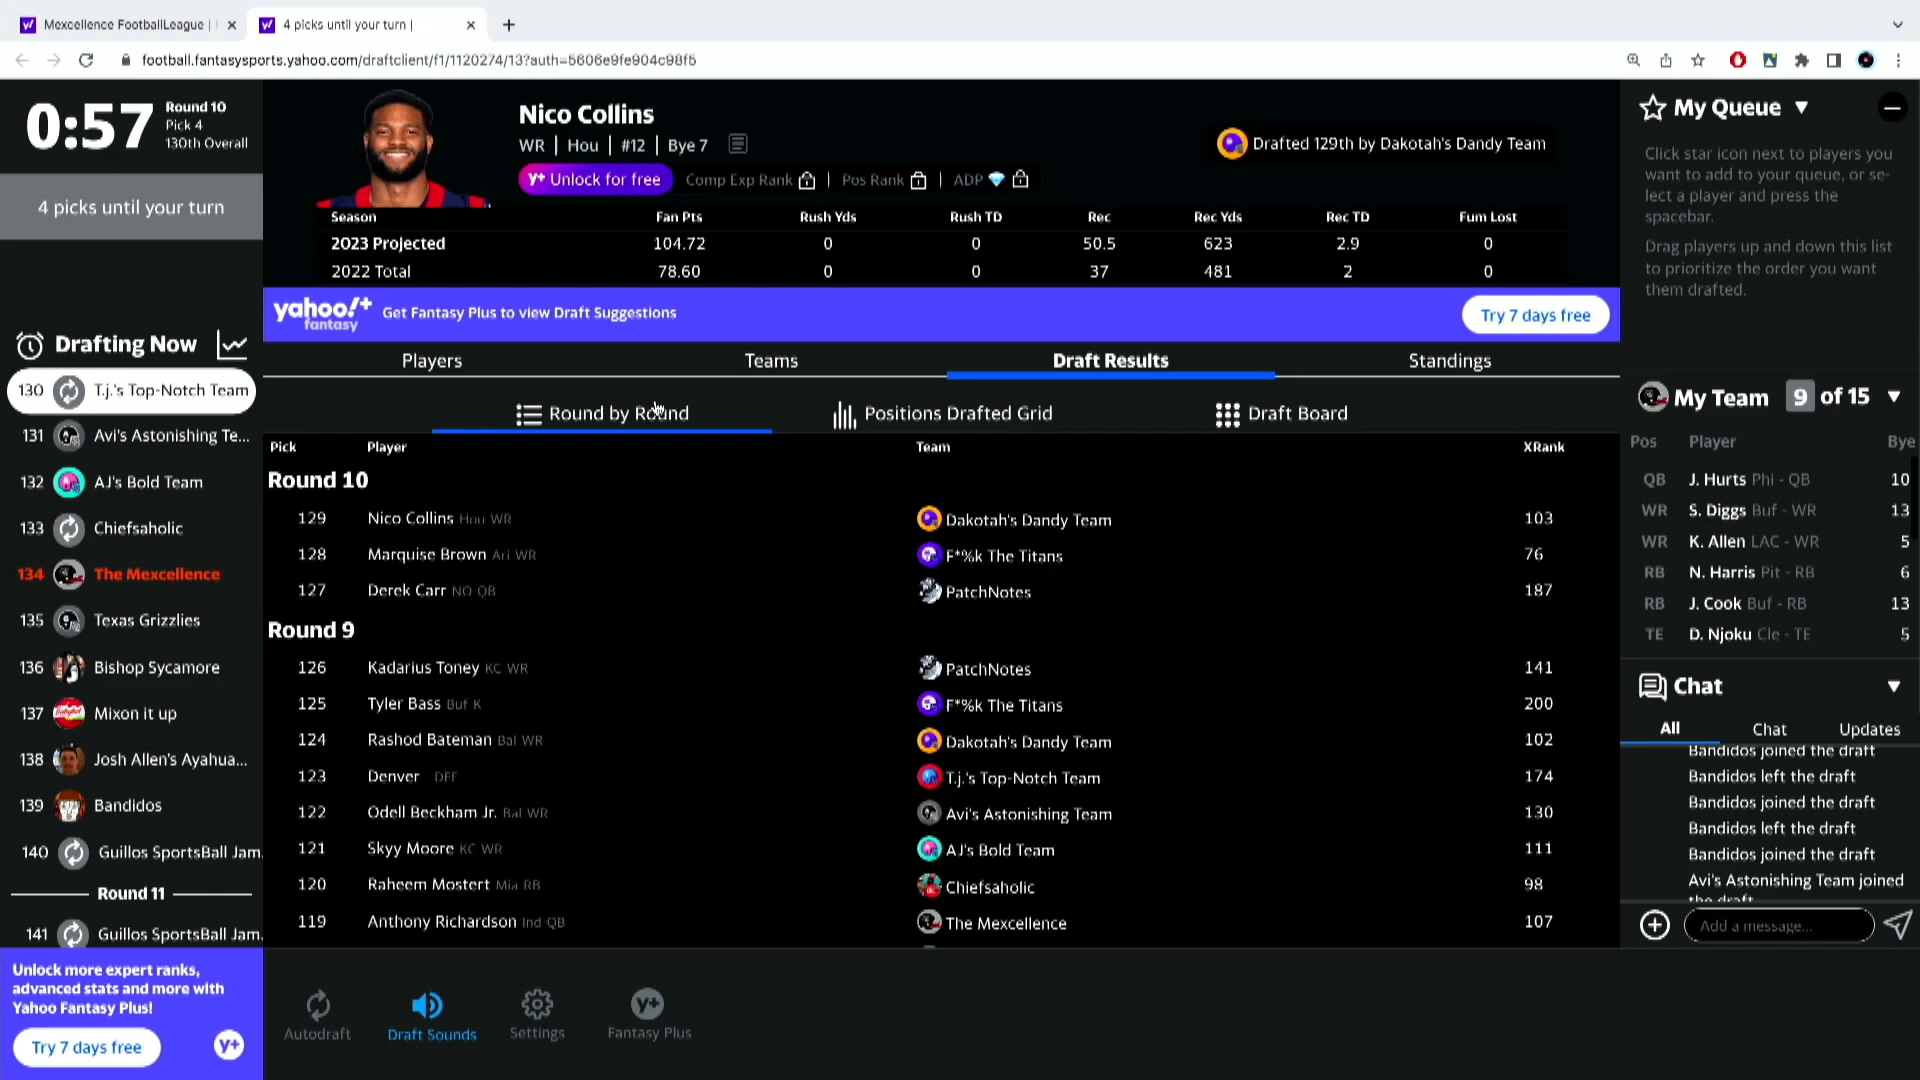 Mexcellence FootballLeague |
4 picks until your turn |
football.fantasysports.yahoo.com/draftclient/f1/1120274/13?auth=5606e9fe904c98f5
0:57
Round 10
Pick 4
130th Overall
4 picks until your turn
Drafting Now
130 T.j.'s Top-Notch Team
131 Avi's Astonishing Te...
132 AJ's Bold Team
133 Chiefsaholic
134 The Mexcellence
135 Texas Grizzlies
136 Bishop Sycamore
137 Mixon it up
138 Josh Allen's Ayahua...
139 Bandidos
140 Guillos SportsBall Jam.
Round 11
141 Guillos SportsBall Jam.
Unlock more expert ranks,
advanced stats and more with
Yahoo Fantasy Plus!
Try 7 days free
y+
Nico Collins
WR | Hou | #12 | Bye 7
y+ Unlock for free Comp Exp Rank | Pos Rank | ADP
Drafted 129th by Dakotah's Dandy Team
Season Fan Pts Rush Yds Rush TD Rec Rec Yds Rec TD Fum Lost
2023 Projected 104.72 0 0 50.5 623 2.9 0
2022 Total 78.60 0 0 37 481 2 0
yahoo!+
fantasy
Get Fantasy Plus to view Draft Suggestions
Try 7 days free
Players Teams Draft Results Standings
Round by Round Positions Drafted Grid Draft Board
Pick Player Team XRank
Round 10
129 Nico Collins Hou WR Dakotah's Dandy Team 103
128 Marquise Brown Ari WR F*%k The Titans 76
127 Derek Carr NO QB PatchNotes 187
Round 9
126 Kadarius Toney KC WR PatchNotes 141
125 Tyler Bass Buf K F*%k The Titans 200
124 Rashod Bateman Bal WR Dakotah's Dandy Team 102
123 Denver DEF T.j.'s Top-Notch Team 174
122 Odell Beckham Jr. Bal WR Avi's Astonishing Team 130
121 Skyy Moore KC WR AJ's Bold Team 111
120 Raheem Mostert Mia RB Chiefsaholic 98
119 Anthony Richardson Ind QB The Mexcellence 107
Autodraft Draft Sounds Settings Fantasy Plus
y+
My Queue
Click star icon next to players you
want to add to your queue, or se-
lect a player and press the
spacebar.
Drag players up and down this list
to prioritize the order you want
them drafted.
My Team 9 of 15
Pos Player Bye
QB J. Hurts Phi - QB 10
WR S. Diggs Buf - WR 13
WR K. Allen LAC - WR 5
RB N. Harris Pit - RB 6
RB J. Cook Buf - RB 13
TE D. Njoku Cle - TE 5
Chat
All Chat Updates
Bandidos joined the draft
Bandidos left the draft
Bandidos joined the draft
Bandidos left the draft
Bandidos joined the draft
Avi's Astonishing Team joined
the draft
Add a message...